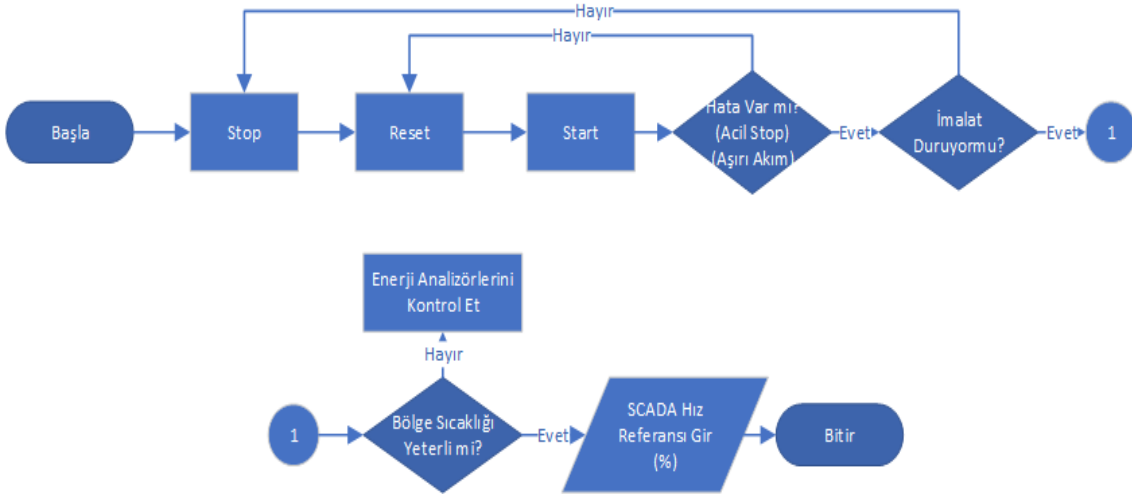 Hayır
Hayır
Başla
Stop
Reset
Start
Hata Var mı?
(Acil Stop)
(Aşırı Akım)
Evet
İmalat
Duruyormu?
Evet
1
Enerji Analizörlerini
Kontrol Et
Hayır
1
Bölge Sıcaklığı
Yeterli mi?
Evet
SCADA Hız
Referansı Gir
(%)
Bitir